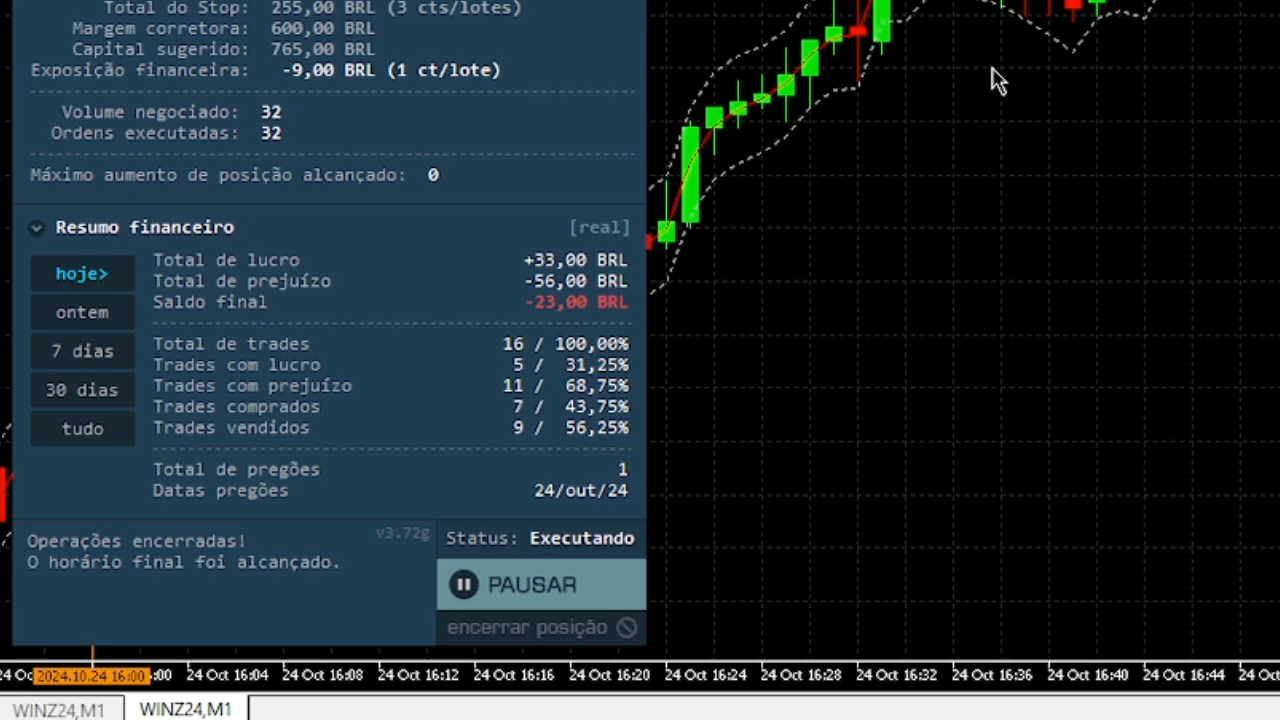 Total do Stop: 255,00 BRL (3 cts/lotes)
Margem corretora: 600,00 BRL
Capital sugerido: 765,00 BRL
Exposição financeira: -9,00 BRL (1 ct/lote)
Volume negociado: 32
Ordens executadas: 32
Máximo aumento de posição alcançado: 0
Resumo financeiro [real]
hoje>
ontem
7 dias
30 dias
tudo
Total de lucro +33,00 BRL
Total de prejuízo -56,00 BRL
Saldo final -23,00 BRL
Total de trades 16 / 100,00%
Trades com lucro 5 / 31,25%
Trades com prejuízo 11 / 68,75%
Trades comprados 7 / 43,75%
Trades vendidos 9 / 56,25%
Total de pregões 1
Datas pregões 24/out/24
Operações encerradas!
O horário final foi alcançado.
v3.72g
Status: Executando
PAUSAR
encerrar posição
2024.10.24 16:00 :00 24 Oct 16:04 24 Oct 16:08 24 Oct 16:12 24 Oct 16:16 24 Oct 16:20 24 Oct 16:24 24 Oct 16:28 24 Oct 16:32 24 Oct 16:36 24 Oct 16:40 24 Oct 16:44
WINZ24,M1 WINZ24,M1